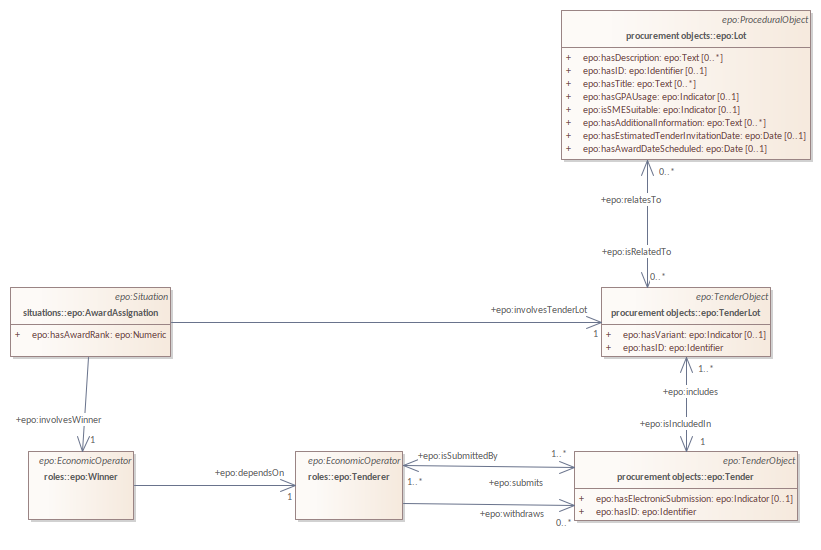 epo:ProceduralObject
procurement objects::epo:Lot
+ epo:hasDescription: epo:Text [0..*]
+ epo:hasID: epo:Identifier [0..1]
+ epo:hasTitle: epo:Text [0..*]
+ epo:hasGPAUsage: epo:Indicator [0..1]
+ epo:isSMESuitable: epo:Indicator [0..1]
+ epo:hasAdditionalInformation: epo:Text [0..*]
+ epo:hasEstimatedTenderInvitationDate: epo:Date [0..1]
+ epo:hasAwardDateScheduled: epo:Date [0..1]
0..*
+epo:relatesTo
+epo:isRelatedTo
0..*
epo:Situation
situations::epo:AwardAssignation
+ epo:hasAwardRank: epo:Numeric
+epo:involvesTenderLot
1
epo:TenderObject
procurement objects::epo:TenderLot
+ epo:hasVariant: epo:Indicator [0..1]
+ epo:hasID: epo:Identifier
1..*
+epo:includes
+epo:isIncludedIn
1
+epo:involvesWinner
1
epo:EconomicOperator
roles::epo:Winner
+epo:dependsOn
1
epo:EconomicOperator
roles::epo:Tenderer
+epo:isSubmittedBy
1..*
1..*
+epo:submits
+epo:withdraws
0..*
epo:TenderObject
procurement objects::epo:Tender
+ epo:hasElectronicSubmission: epo:Indicator [0..1]
+ epo:hasID: epo:Identifier